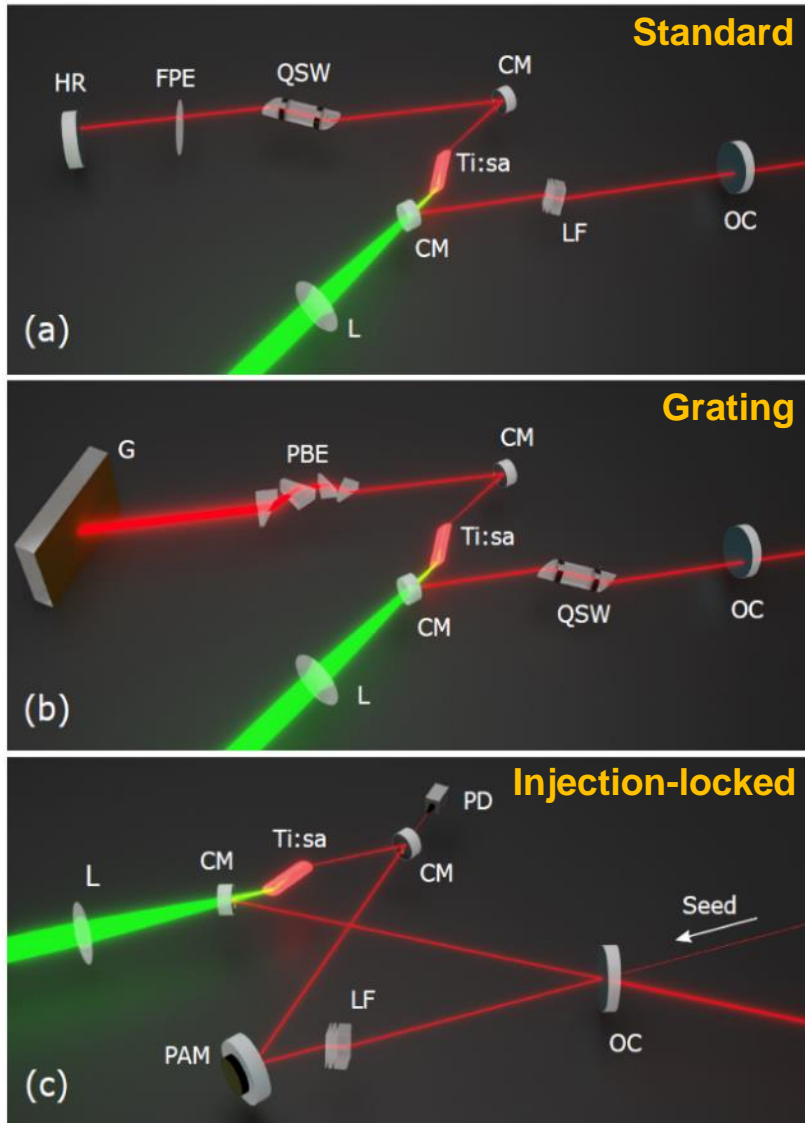 Standard
HR
FPE
QSW
CM
Ti:sa
CM
LF
OC
L
(a)
Grating
G
PBE
CM
Ti:sa
CM
QSW
OC
L
(b)
Injection-locked
PD
Ti:sa
CM
CM
L
Seed
LF
PAM
OC
(c)